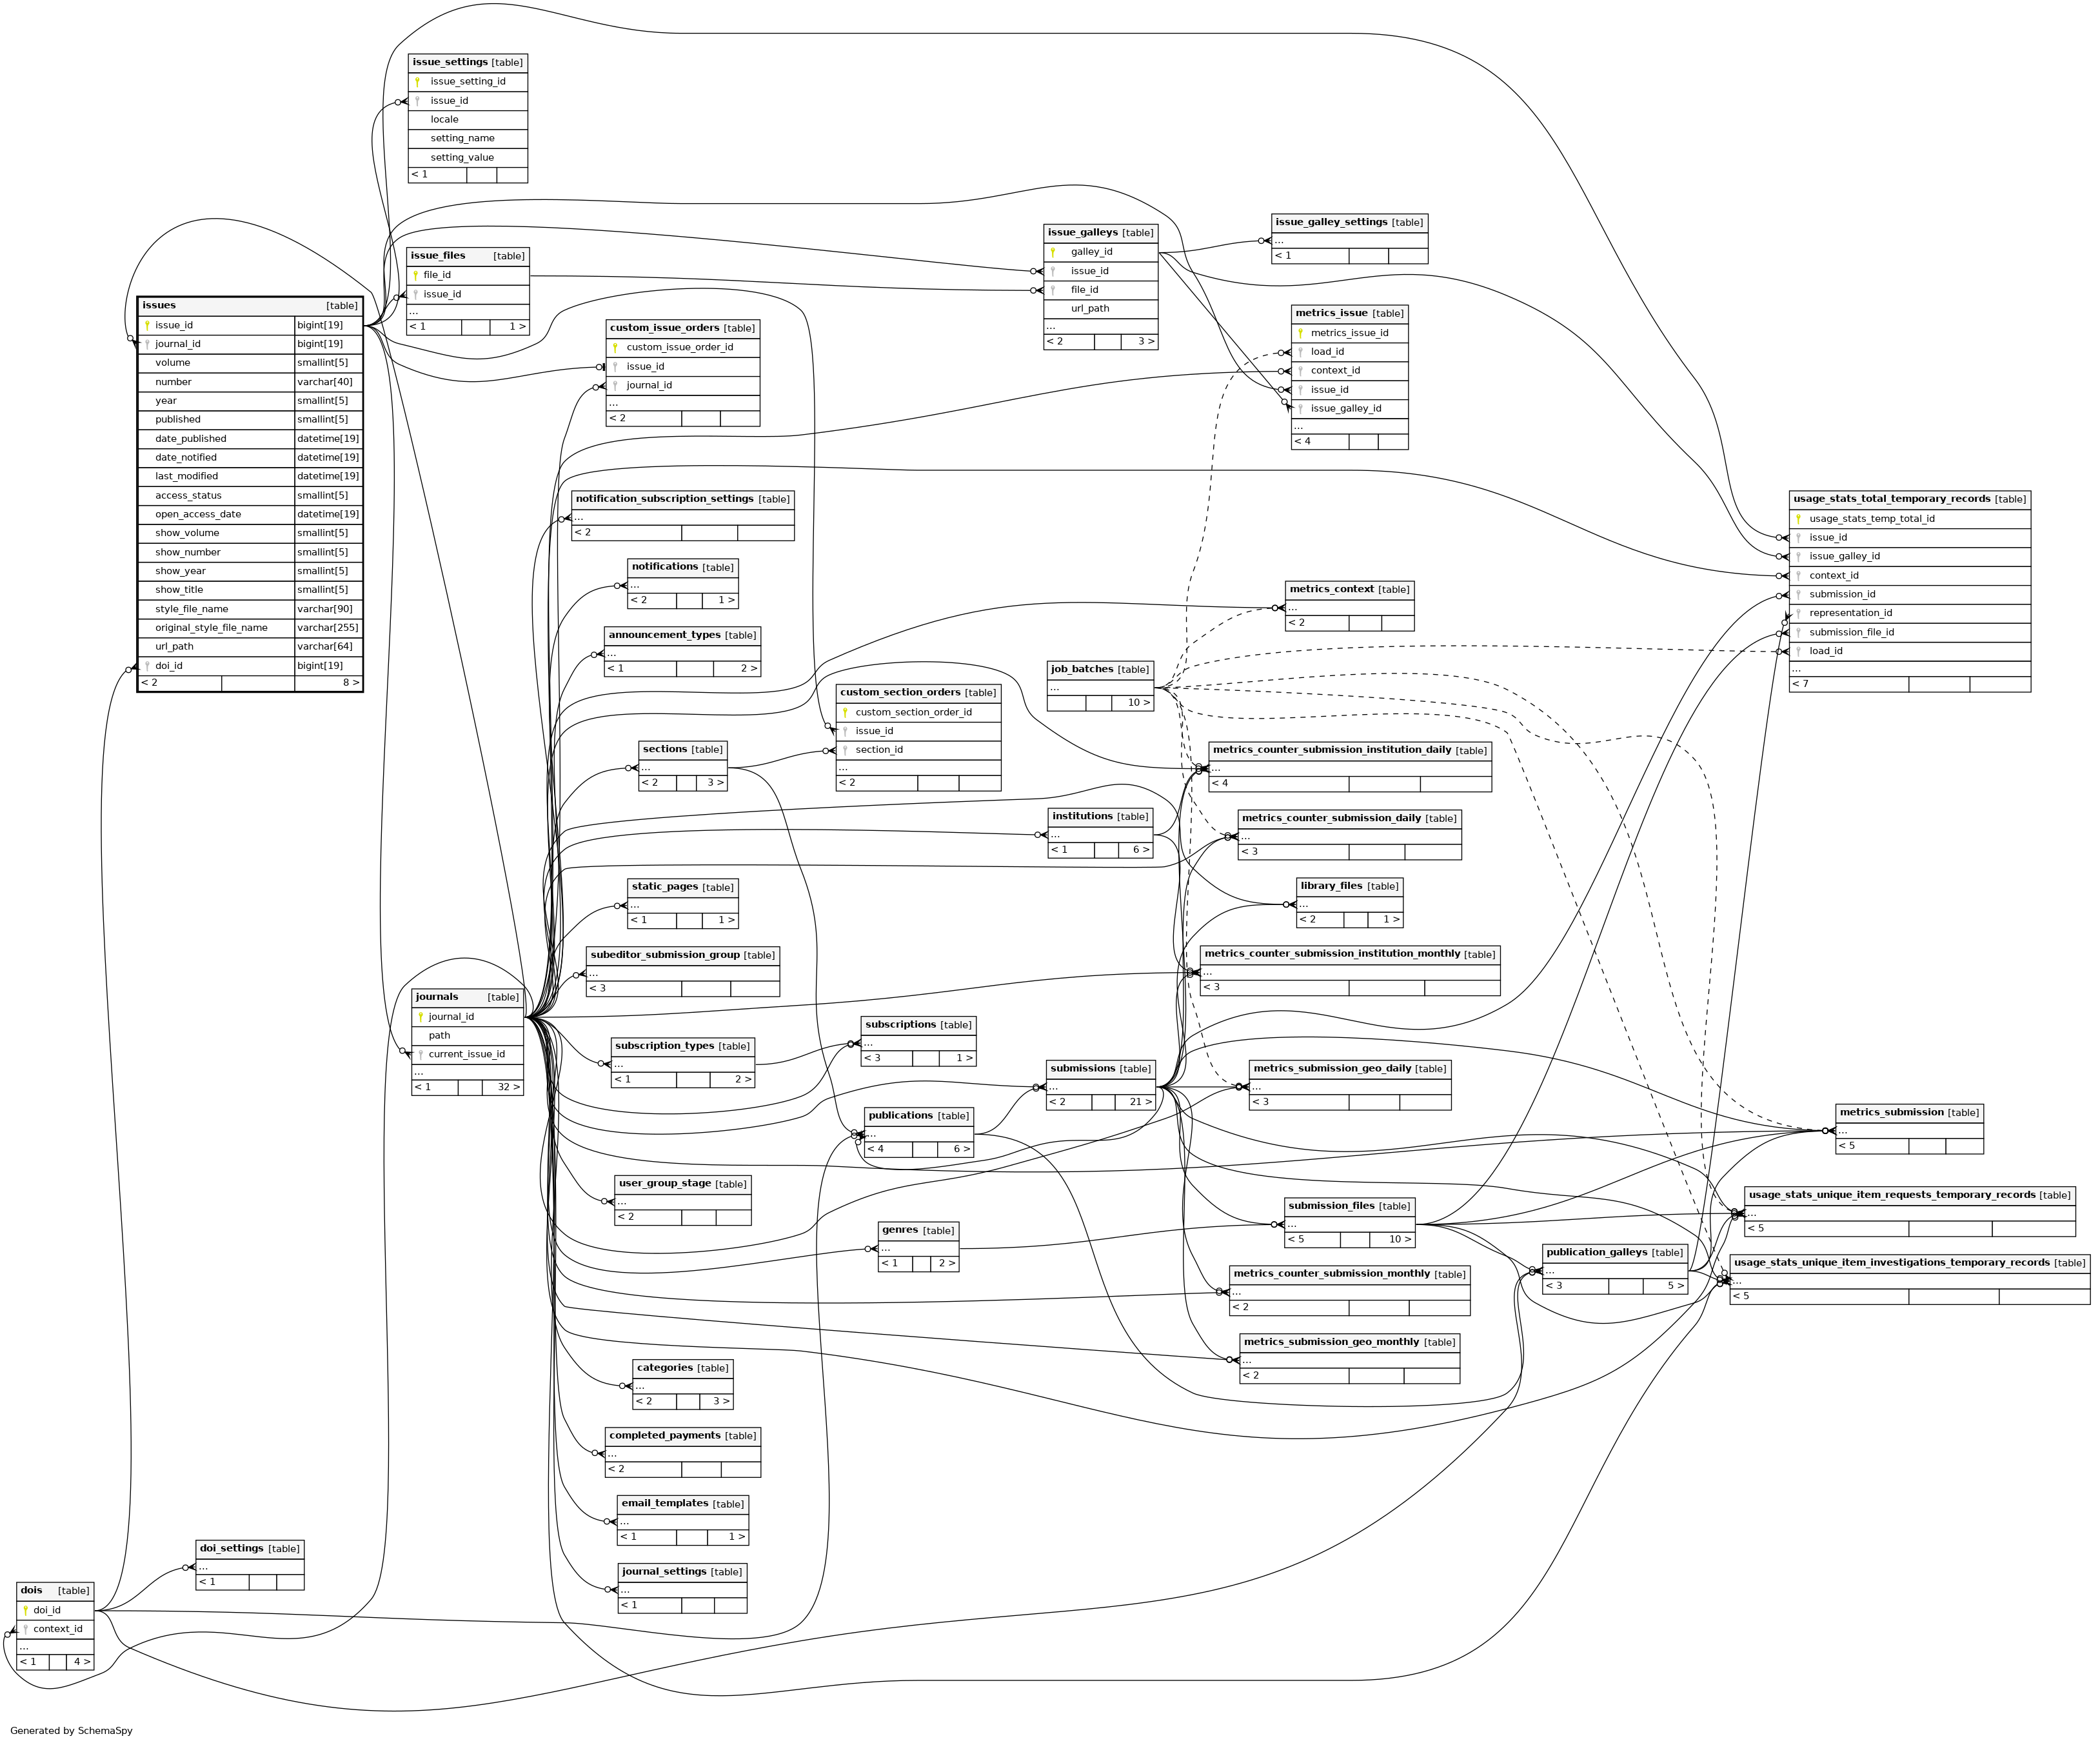 issue_settings [table]
issue_setting_id
issue_id
locale
setting_name
setting_value
< 1
issue_galley_settings [table]
...
< 1
issue_galleys [table]
galley_id
issue_id
file_id
url_path
...
< 2 3 >
issue_files [table]
file_id
issue_id
...
< 1 1 >
issues [table]
issue_id bigint[19]
journal_id bigint[19]
volume smallint[5]
number varchar[40]
year smallint[5]
published smallint[5]
date_published datetime[19]
date_notified datetime[19]
last_modified datetime[19]
access_status smallint[5]
open_access_date datetime[19]
show_volume smallint[5]
show_number smallint[5]
show_year smallint[5]
show_title smallint[5]
style_file_name varchar[90]
original_style_file_name varchar[255]
url_path varchar[64]
doi_id bigint[19]
< 2 8 >
metrics_issue [table]
metrics_issue_id
load_id
context_id
issue_id
issue_galley_id
...
< 4
custom_issue_orders [table]
custom_issue_order_id
issue_id
journal_id
...
< 2
notification_subscription_settings [table]
...
< 2
usage_stats_total_temporary_records [table]
usage_stats_temp_total_id
issue_id
issue_galley_id
context_id
submission_id
representation_id
submission_file_id
load_id
...
< 7
notifications [table]
...
< 2 1 >
metrics_context [table]
...
< 2
announcement_types [table]
...
< 1 2 >
job_batches [table]
...
10 >
custom_section_orders [table]
custom_section_order_id
issue_id
section_id
...
< 2
sections [table]
...
< 2 3 >
metrics_counter_submission_institution_daily [table]
...
< 4
institutions [table]
...
< 1 6 >
metrics_counter_submission_daily [table]
...
< 3
static_pages [table]
...
< 1 1 >
library_files [table]
...
< 2 1 >
subeditor_submission_group [table]
...
< 3
metrics_counter_submission_institution_monthly [table]
...
< 3
journals [table]
journal_id
path
current_issue_id
...
< 1 32 >
subscriptions [table]
...
< 3 1 >
subscription_types [table]
...
< 1 2 >
submissions [table]
...
< 2 21 >
metrics_submission_geo_daily [table]
...
< 3
publications [table]
...
< 4 6 >
metrics_submission [table]
...
< 5
user_group_stage [table]
...
< 2
usage_stats_unique_item_requests_temporary_records [table]
...
< 5
submission_files [table]
...
< 5 10 >
genres [table]
...
< 1 2 >
publication_galleys [table]
...
< 3 5 >
usage_stats_unique_item_investigations_temporary_records [table]
...
< 5
metrics_counter_submission_monthly [table]
...
< 2
metrics_submission_geo_monthly [table]
...
< 2
categories [table]
...
< 2 3 >
completed_payments [table]
...
< 2
email_templates [table]
...
< 1 1 >
doi_settings [table]
...
< 1
journal_settings [table]
...
< 1
dois [table]
doi_id
context_id
...
< 1 4 >
Generated by SchemaSpy